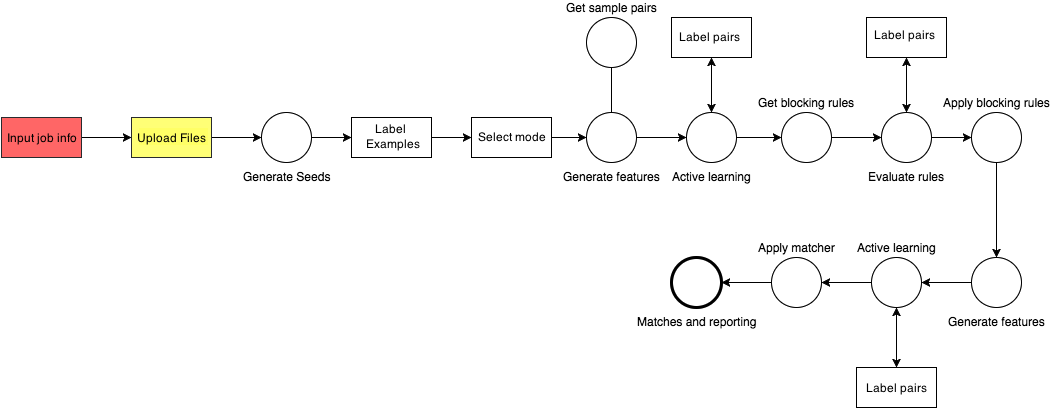 Get sample pairs
Label pairs
Label pairs
Get blocking rules
Apply blocking rules
Input job info
Upload Files
Label
Examples
Select mode
Generate Seeds
Generate features
Active learning
Evaluate rules
Apply matcher
Active learning
Matches and reporting
Generate features
Label pairs